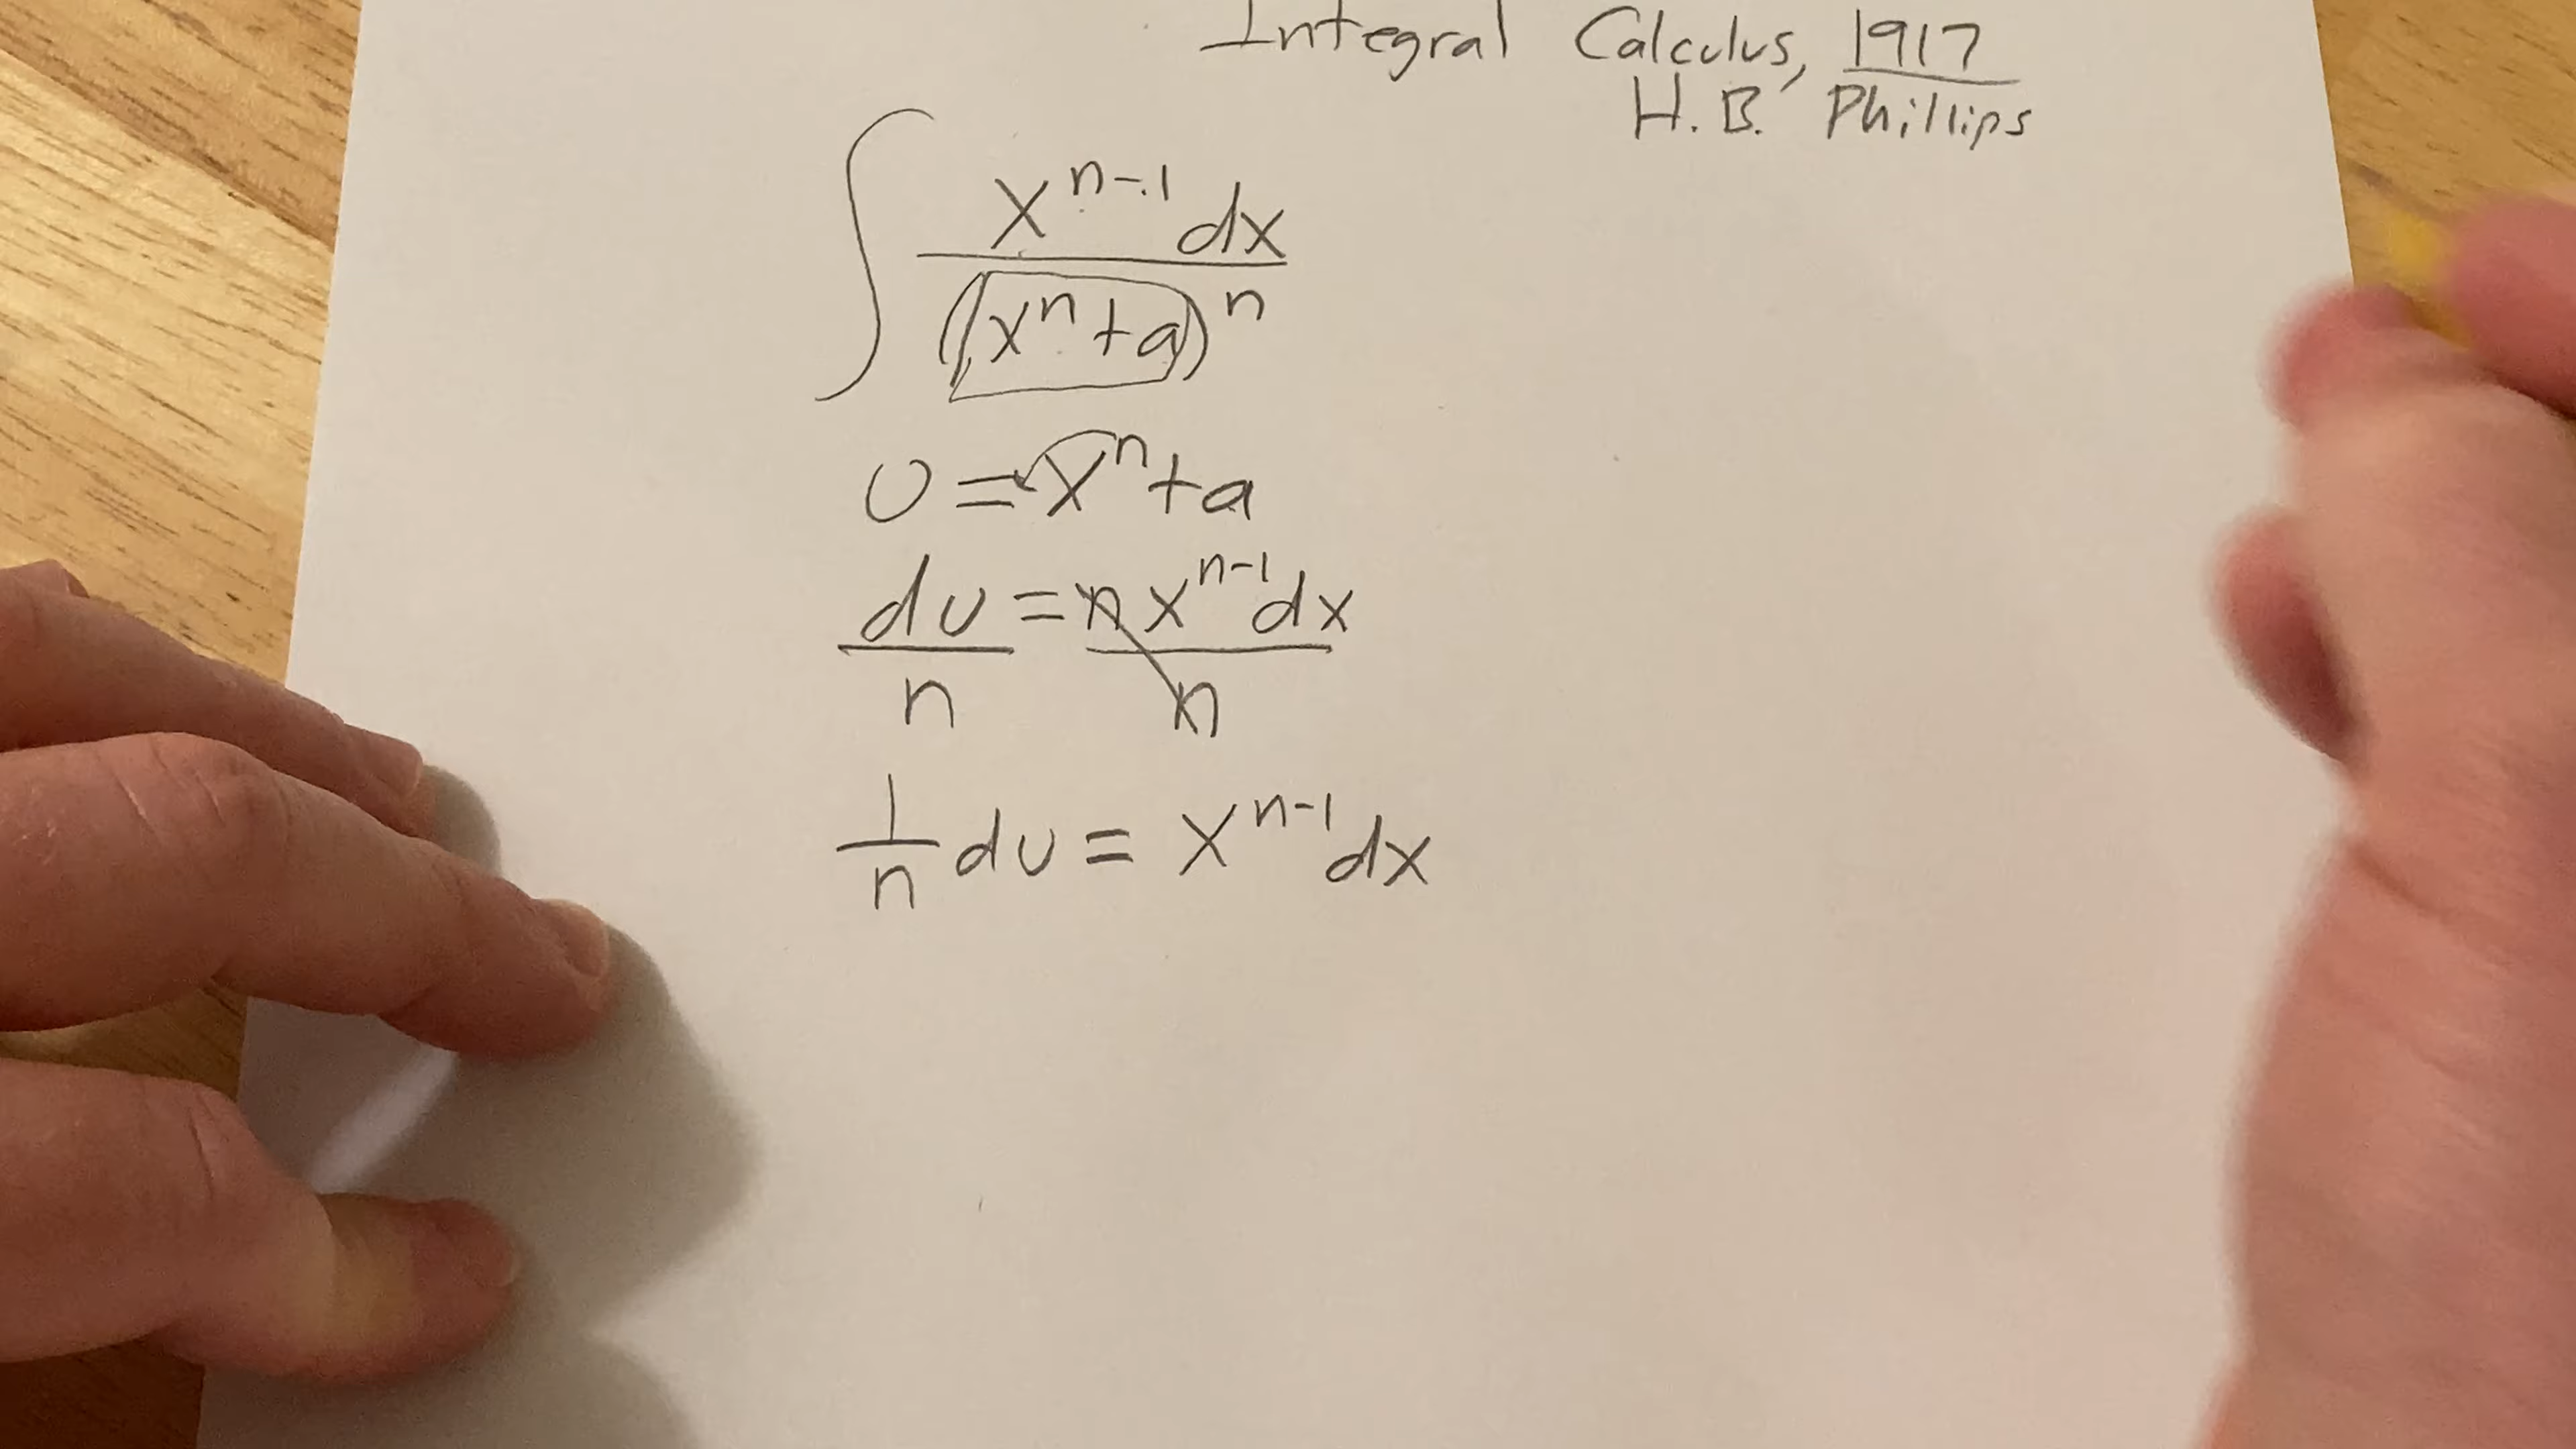 Integral Calculus, 1917
H.B. Phillips
∫ x^{n-1} dx / (x^n + a)^n
u = x^n + a
du/n = n x^{n-1} dx / n
1/n du = x^{n-1} dx